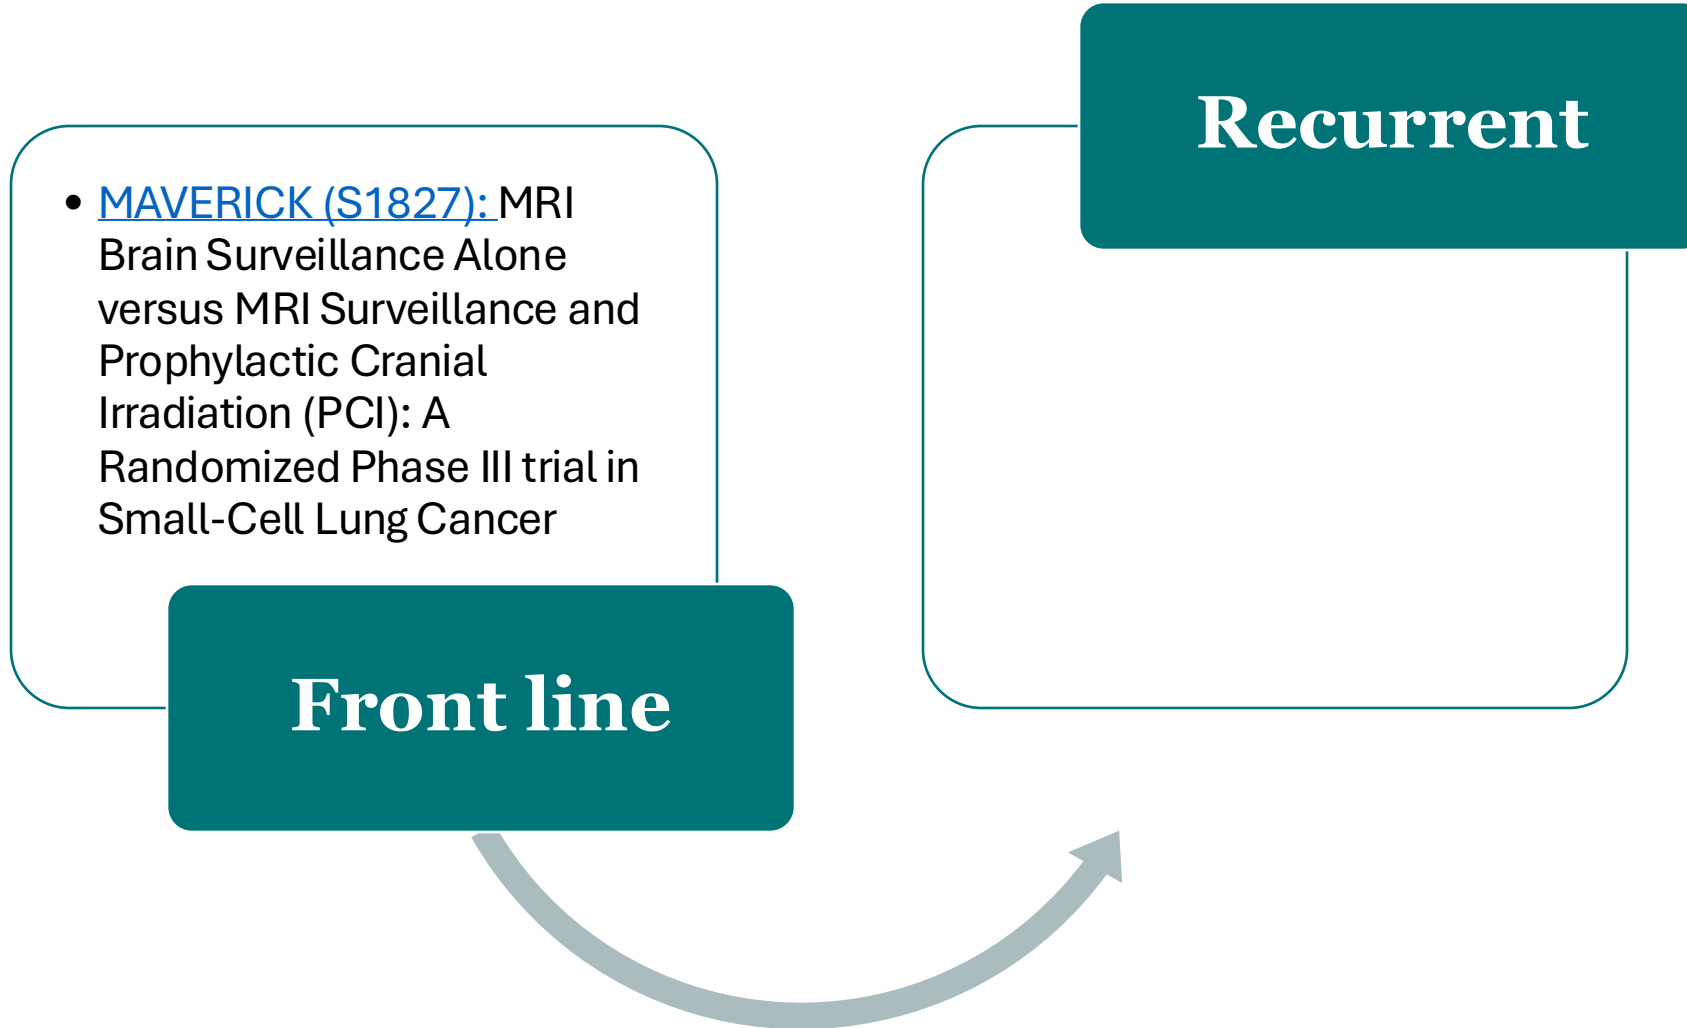 • MAVERICK (S1827): MRI
Brain Surveillance Alone
versus MRI Surveillance and
Prophylactic Cranial
Irradiation (PCI): A
Randomized Phase III trial in
Small-Cell Lung Cancer
Front line
Recurrent